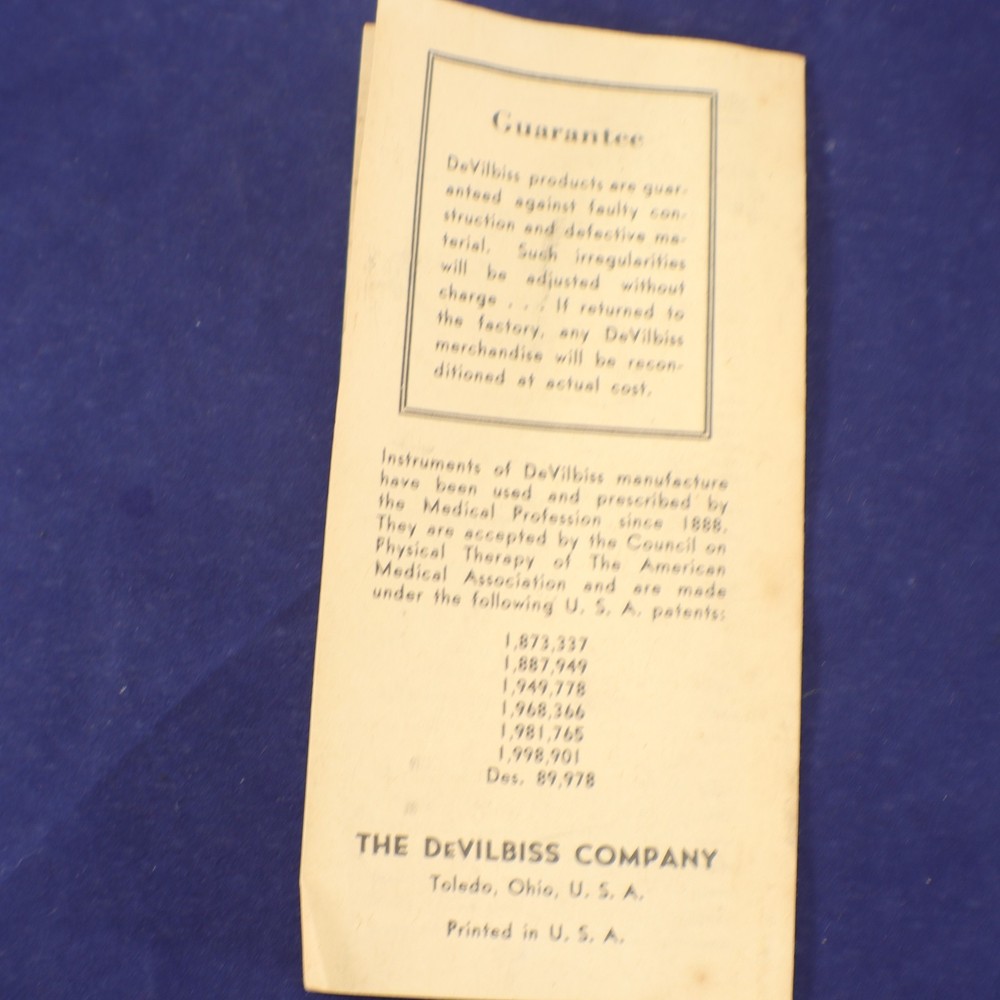 Guarantee
DeVilbiss products are guar-
anteed against faulty con-
struction and defective ma-
terial. Such irregularities
will be adjusted without
charge . . . If returned to
the factory, any DeVilbiss
merchandise will be recon-
ditioned at actual cost.
Instruments of DeVilbiss manufacture
have been used and prescribed by
the Medical Profession since 1888.
They are accepted by the Council on
Physical Therapy of The American
Medical Association and are made
under the following U. S. A. patents:
1,873,337
1,887,949
1,949,778
1,968,366
1,981,765
1,998,901
Des. 89,978
THE DEVILBISS COMPANY
Toledo, Ohio, U. S. A.
Printed in U. S. A.